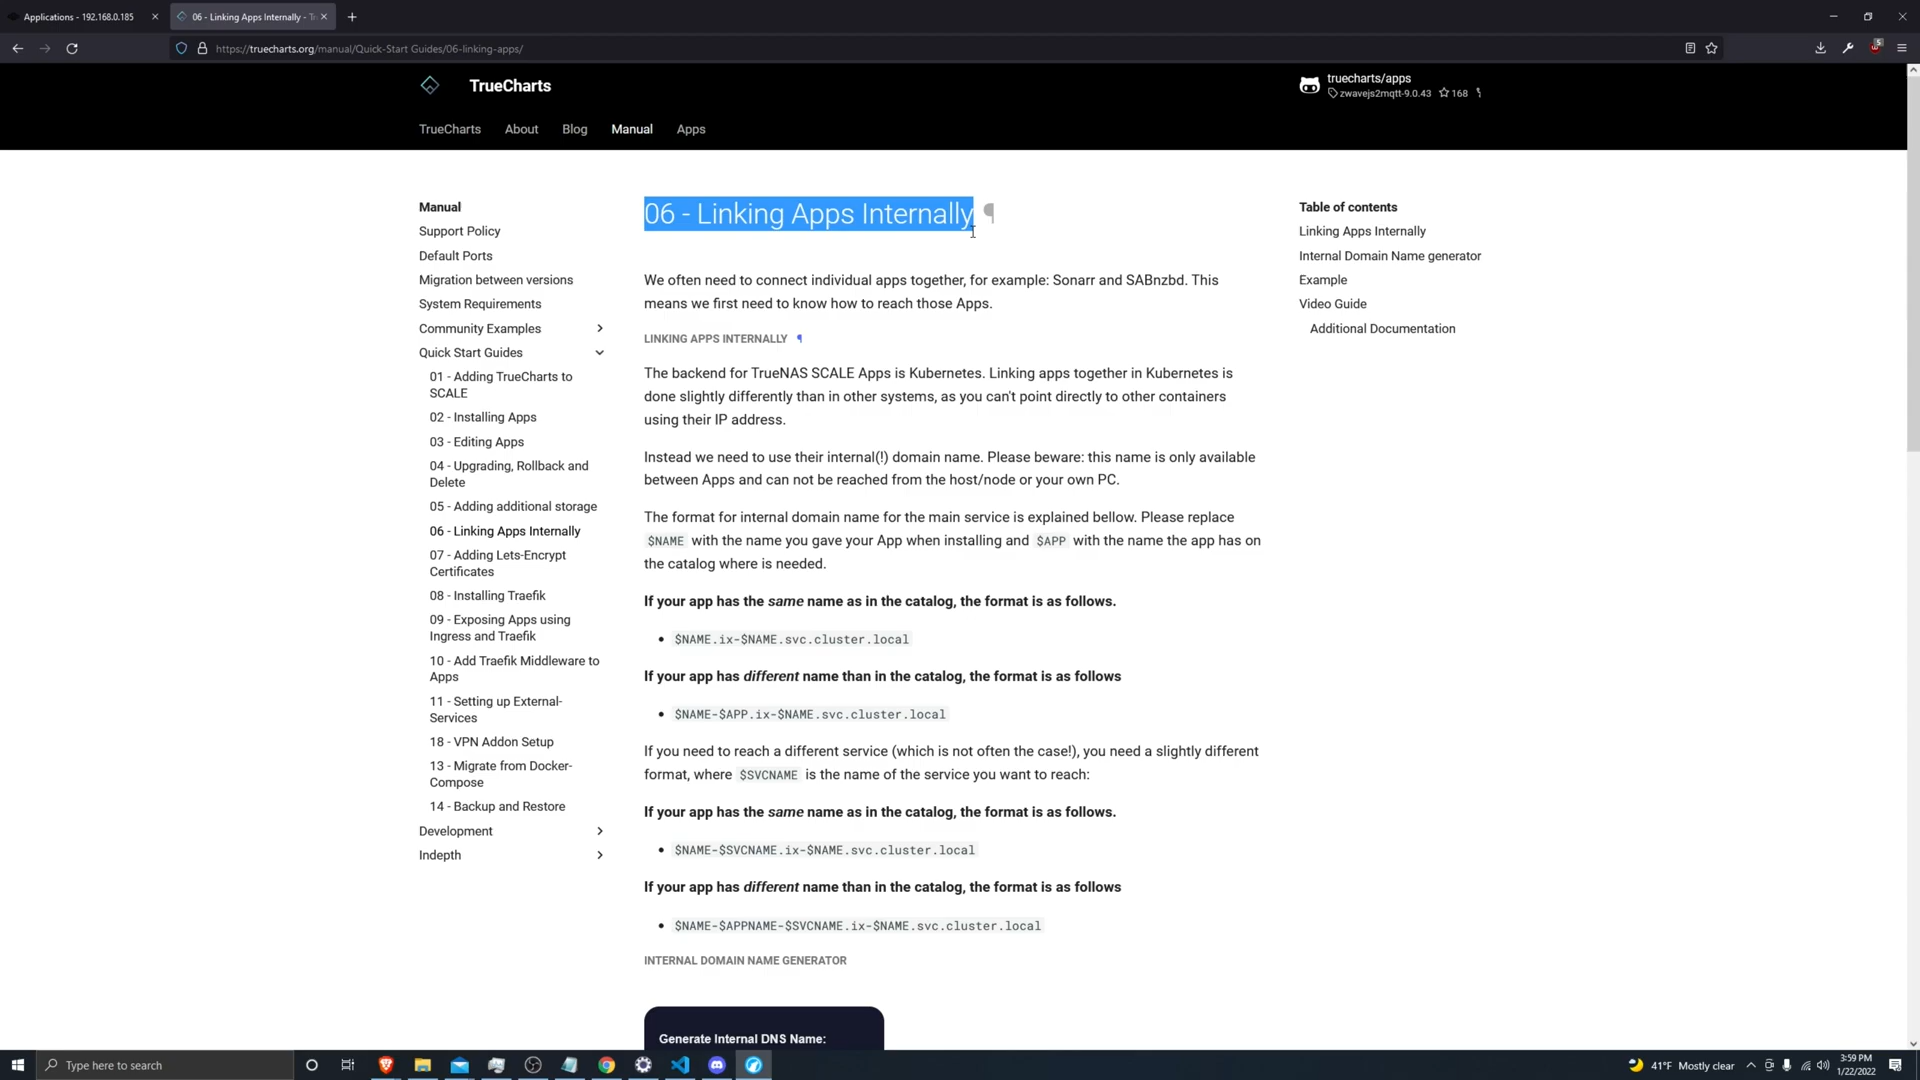 Applications - 192.168.0.185
06 - Linking Apps Internally - Tr
https://truecharts.org/manual/Quick-Start Guides/06-linking-apps/
5
TrueCharts
truecharts/apps
zwavejs2mqtt-9.0.43 168
TrueCharts About Blog Manual Apps
Manual
Support Policy
Default Ports
Migration between versions
System Requirements
Community Examples
Quick Start Guides
01 - Adding TrueCharts to
SCALE
02 - Installing Apps
03 - Editing Apps
04 - Upgrading, Rollback and
Delete
05 - Adding additional storage
06 - Linking Apps Internally
07 - Adding Lets-Encrypt
Certificates
08 - Installing Traefik
09 - Exposing Apps using
Ingress and Traefik
10 - Add Traefik Middleware to
Apps
11 - Setting up External-
Services
18 - VPN Addon Setup
13 - Migrate from Docker-
Compose
14 - Backup and Restore
Development
Indepth
06 - Linking Apps Internally ¶
We often need to connect individual apps together, for example: Sonarr and SABnzbd. This
means we first need to know how to reach those Apps.
LINKING APPS INTERNALLY ¶
The backend for TrueNAS SCALE Apps is Kubernetes. Linking apps together in Kubernetes is
done slightly differently than in other systems, as you can't point directly to other containers
using their IP address.
Instead we need to use their internal(!) domain name. Please beware: this name is only available
between Apps and can not be reached from the host/node or your own PC.
The format for internal domain name for the main service is explained bellow. Please replace
$NAME with the name you gave your App when installing and $APP with the name the app has on
the catalog where is needed.
If your app has the same name as in the catalog, the format is as follows.
• $NAME.ix-$NAME.svc.cluster.local
If your app has different name than in the catalog, the format is as follows
• $NAME-$APP.ix-$NAME.svc.cluster.local
If you need to reach a different service (which is not often the case!), you need a slightly different
format, where $SVCNAME is the name of the service you want to reach:
If your app has the same name as in the catalog, the format is as follows.
• $NAME-$SVCNAME.ix-$NAME.svc.cluster.local
If your app has different name than in the catalog, the format is as follows
• $NAME-$APPNAME-$SVCNAME.ix-$NAME.svc.cluster.local
INTERNAL DOMAIN NAME GENERATOR
Generate Internal DNS Name:
Table of contents
Linking Apps Internally
Internal Domain Name generator
Example
Video Guide
Additional Documentation
Type here to search
41°F Mostly clear
3:59 PM
1/22/2022